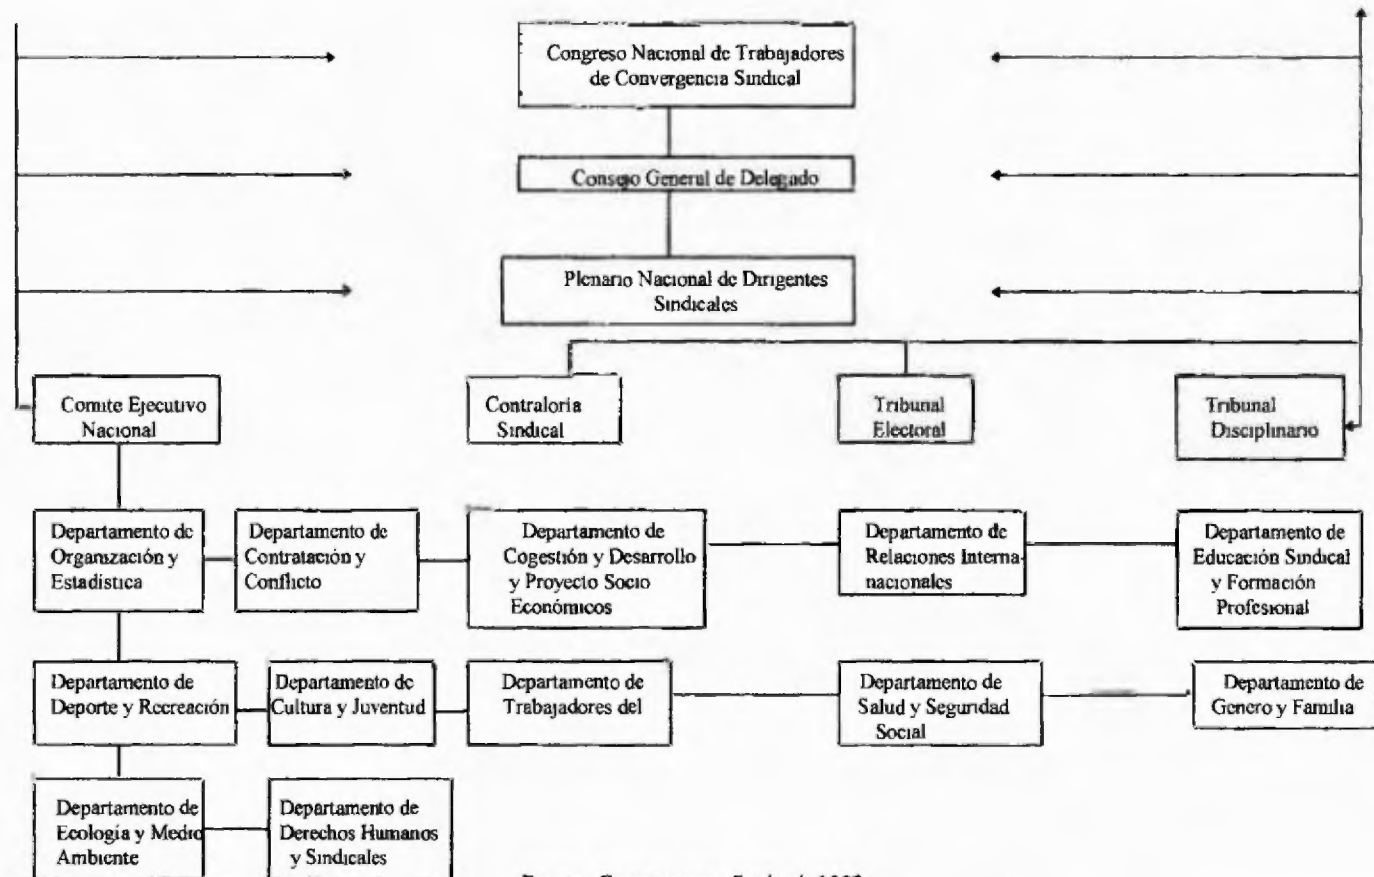 Congreso Nacional de Trabajadores
de Convergencia Sindical
Consejo General de Delegado
Plenario Nacional de Dirigentes
Sindicales
Comite Ejecutivo
Nacional
Contraloría
Sindical
Tribunal
Electoral
Tribunal
Disciplinario
Departamento de
Organización y
Estadística
Departamento de
Contratación y
Conflicto
Departamento de
Cogestión y Desarrollo
y Proyecto Socio
Económicos
Departamento de
Relaciones Interna-
nacionales
Departamento de
Educación Sindical
y Formación
Profesional
Departamento de
Deporte y Recreación
Departamento de
Cultura y Juventud
Departamento de
Trabajadores del
Departamento de
Salud y Seguridad
Social
Departamento de
Genero y Familia
Departamento de
Ecología y Medio
Ambiente
Departamento de
Derechos Humanos
y Sindicales